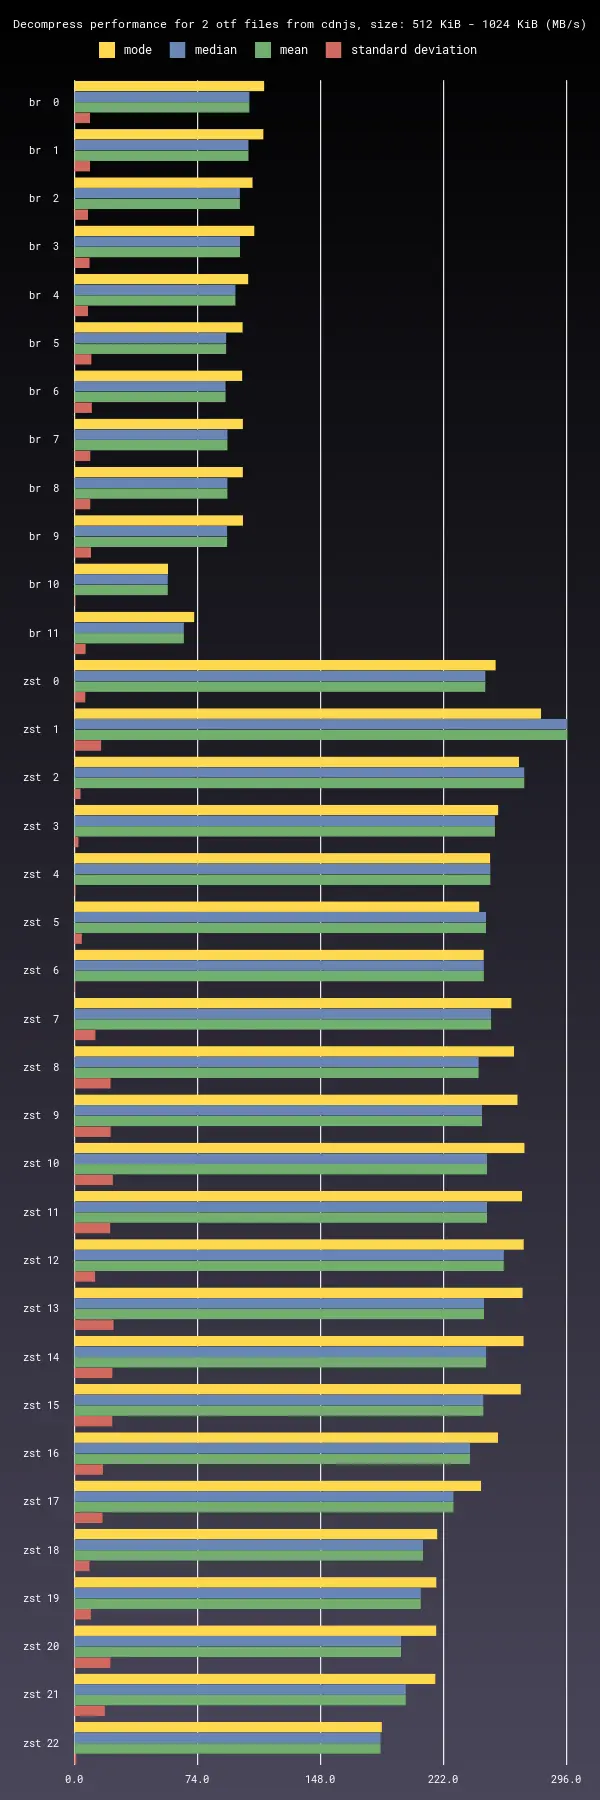 Decompress performance for 2 otf files from cdnjs, size: 512 KiB - 1024 KiB (MB/s)
mode median mean standard deviation
br 0
br 1
br 2
br 3
br 4
br 5
br 6
br 7
br 8
br 9
br 10
br 11
zst 0
zst 1
zst 2
zst 3
zst 4
zst 5
zst 6
zst 7
zst 8
zst 9
zst 10
zst 11
zst 12
zst 13
zst 14
zst 15
zst 16
zst 17
zst 18
zst 19
zst 20
zst 21
zst 22
0.0 74.0 148.0 222.0 296.0